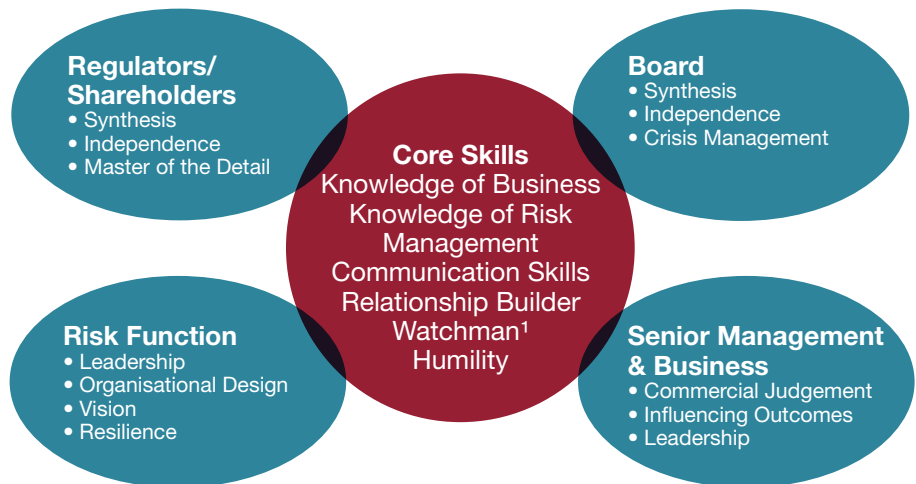 Regulators/
Shareholders
• Synthesis
• Independence
• Master of the Detail
Board
• Synthesis
• Independence
• Crisis Management
Core Skills
Knowledge of Business
Knowledge of Risk
Management
Communication Skills
Relationship Builder
Watchman¹
Humility
Risk Function
• Leadership
• Organisational Design
• Vision
• Resilience
Senior Management
& Business
• Commercial Judgement
• Influencing Outcomes
• Leadership